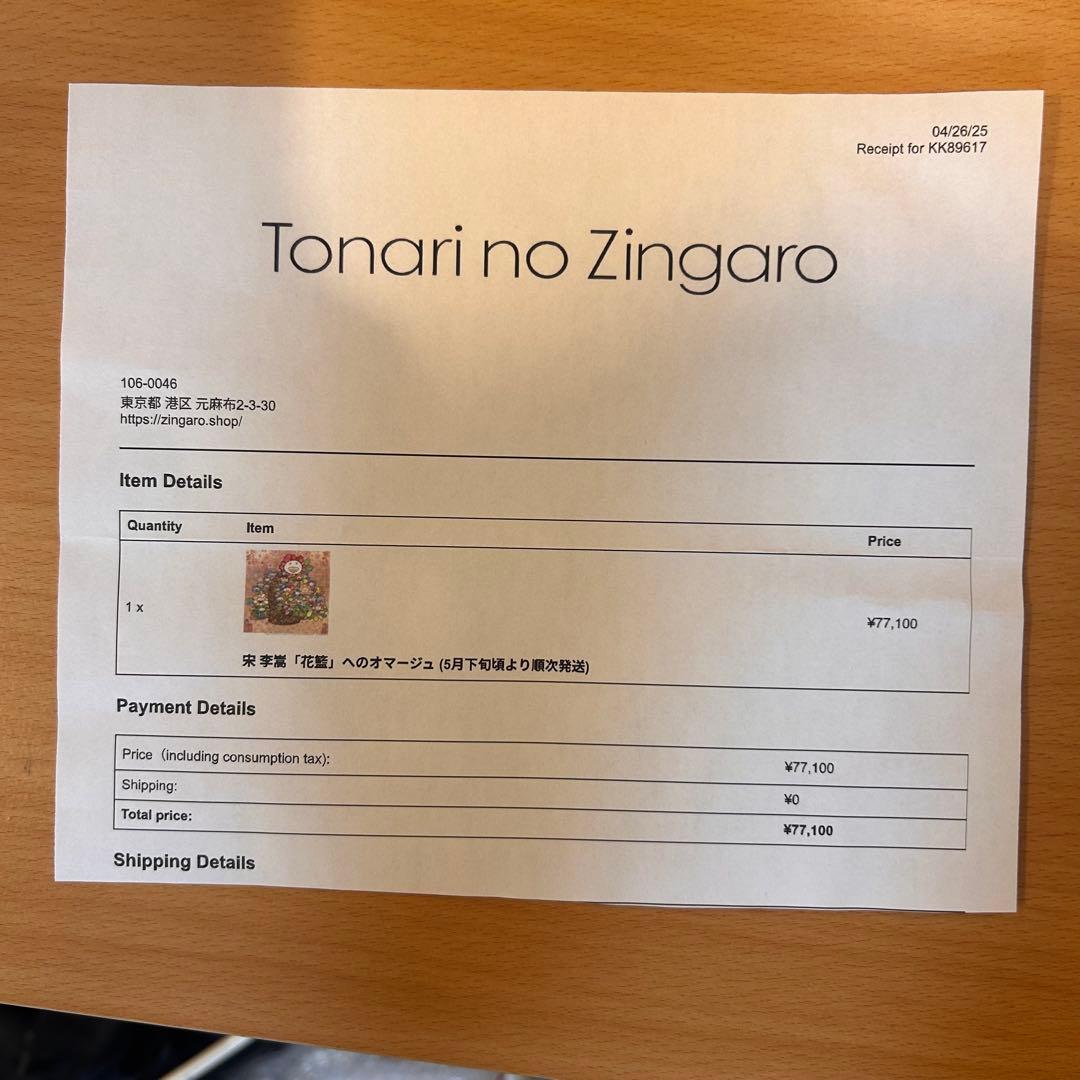 04/26/25
Receipt for KK89617
Tonari no Zingaro
106-0046
東京都 港区 元麻布2-3-30
https://zingaro.shop/
Item Details
Quantity Item Price
1 x ¥77,100
宋 李嵩「花籃」へのオマージュ (5月下旬頃より順次発送)
Payment Details
Price（including consumption tax): ¥77,100
Shipping: ¥0
Total price: ¥77,100
Shipping Details